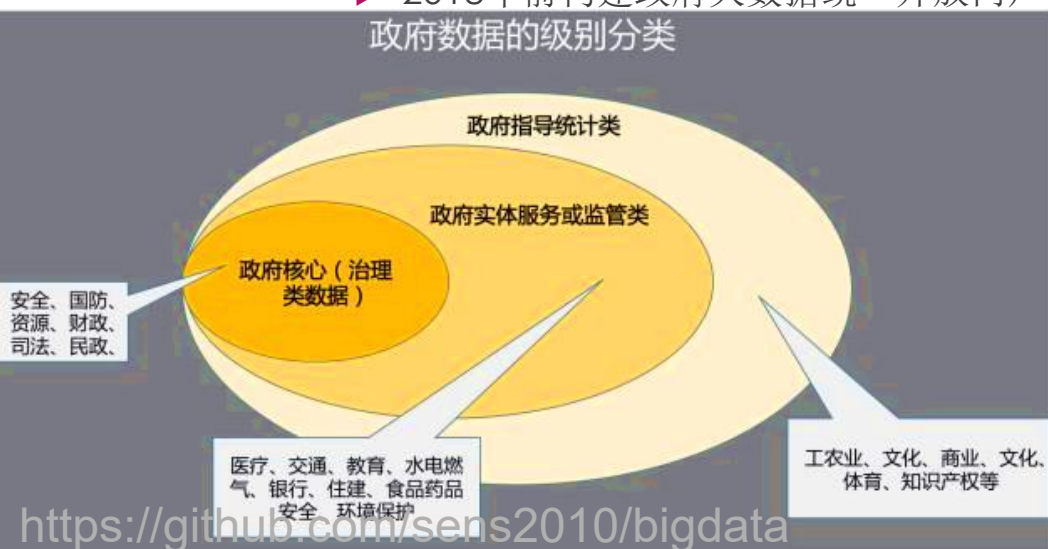 政府数据的级别分类
政府指导统计类
政府实体服务或监管类
政府核心（治理
类数据）
安全、国防、
资源、财政、
司法、民政、
医疗、交通、教育、水电燃
气、银行、住建、食品药品
安全、环境保护
工农业、文化、商业、文化、
体育、知识产权等
https://github.com/sens2010/bigdata